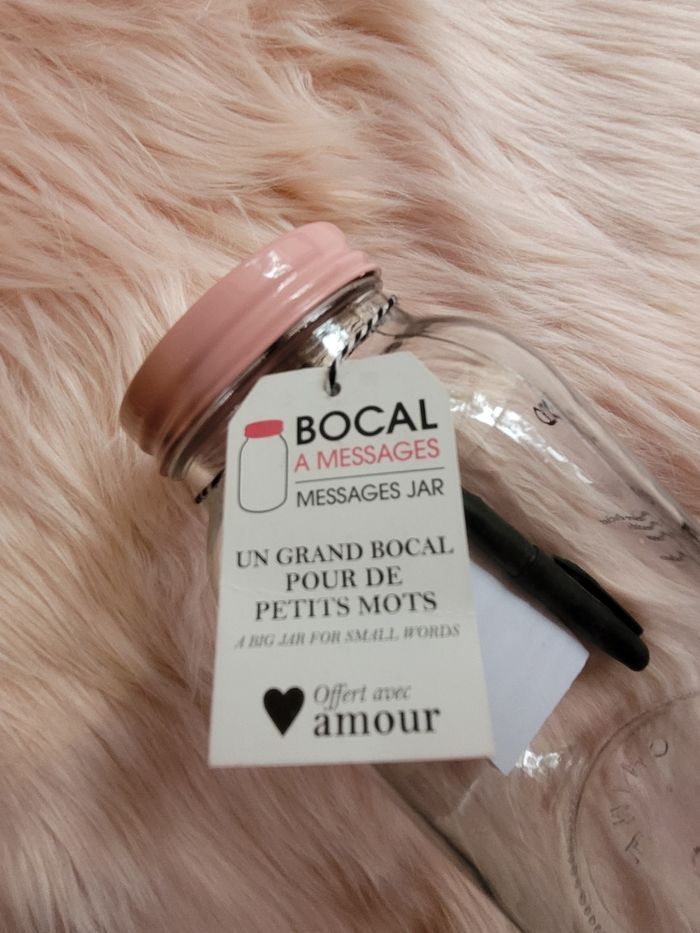 BOCAL
A MESSAGES
MESSAGES JAR
UN GRAND BOCAL
POUR DE
PETITS MOTS
A BIG JAR FOR SMALL WORDS
Offert avec
amour